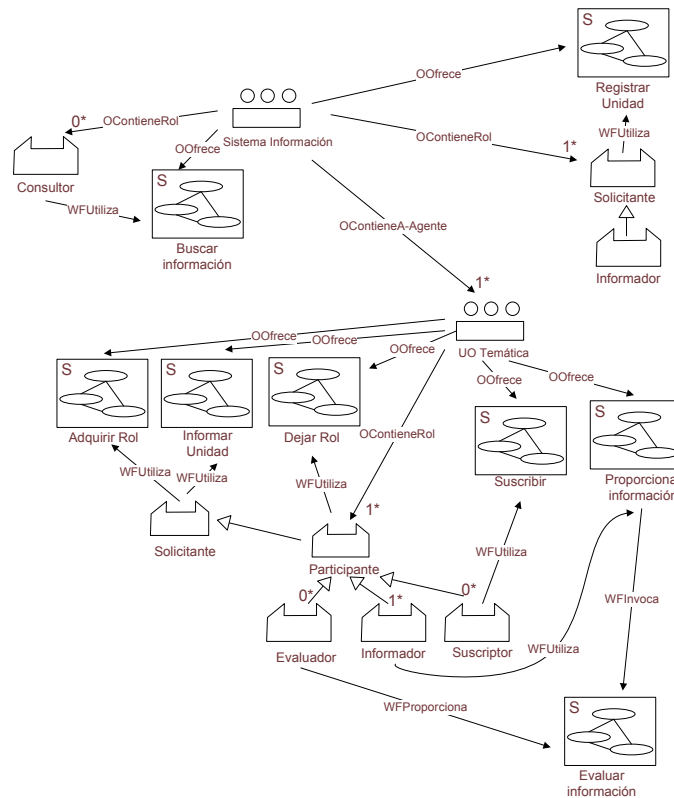 S
Registrar
Unidad
OOfrece
0*
OContieneRol
Sistema Información
OContieneRol
WFUtiliza
1*
OOfrece
Consultor
S
Solicitante
WFUtiliza
Buscar
información
OContieneA-Agente
Informador
1*
OOfrece
OOfrece
UO Temática
OOfrece
OOfrece
OOfrece
S
S
S
S
S
Adquirir Rol
Informar
Unidad
Dejar Rol
OContieneRol
Suscribir
Proporciona
información
WFUtiliza
WFUtiliza
WFUtiliza
1*
Solicitante
Participante
WFUtiliza
0*
1*
0*
WFInvoca
Evaluador
Informador
Suscriptor
WFUtiliza
WFProporciona
S
Evaluar
información